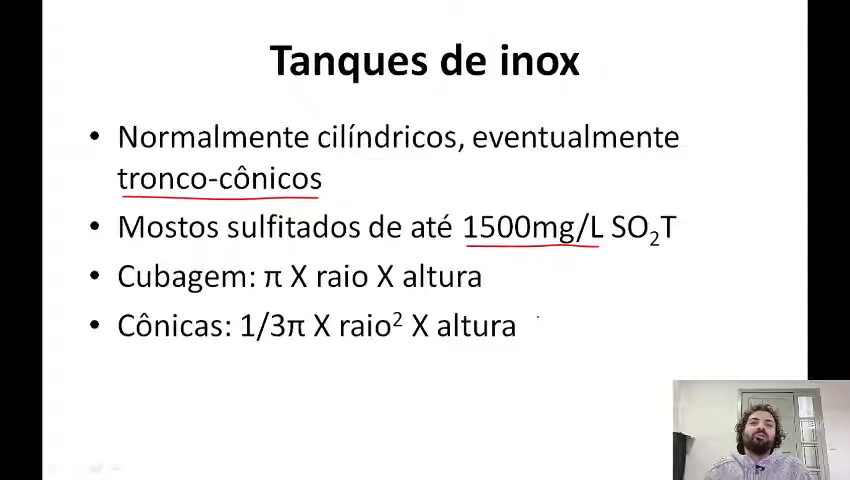 Tanques de inox
• Normalmente cilíndricos, eventualmente
tronco-cônicos
• Mostos sulfitados de até 1500mg/L SO₂T
• Cubagem: π X raio X altura
• Cônicas: 1/3π X raio² X altura